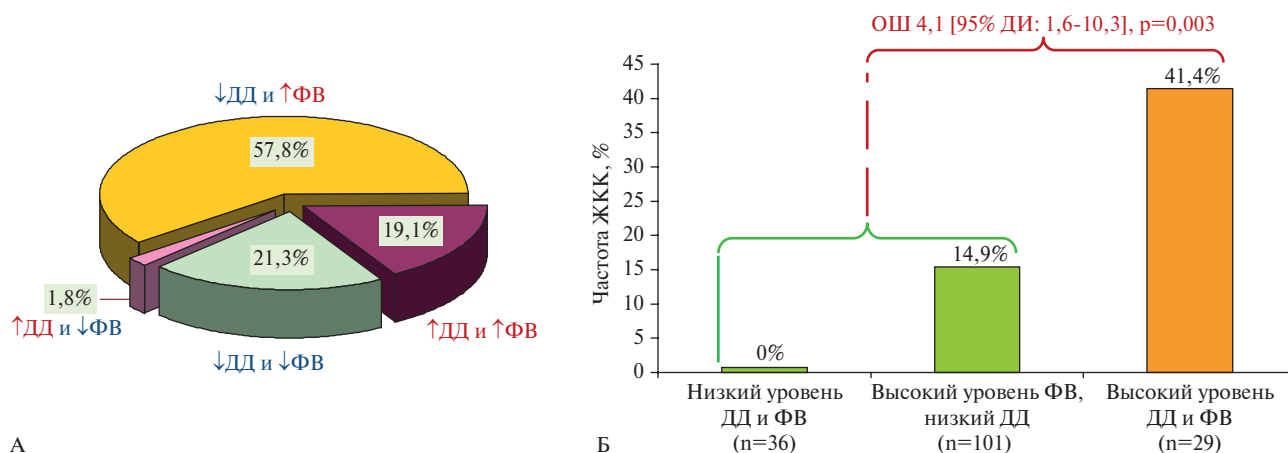 ↓ДД и ↑ФВ
57,8%
19,1%
21,3%
1,8%
↑ДД и ↓ФВ
↑ДД и ↑ФВ
↓ДД и ↓ФВ
А
ОШ 4,1 [95% ДИ: 1,6-10,3], p=0,003
Частота ЖКК, %
45
40
35
30
25
20
15
10
5
0
0%
14,9%
41,4%
Низкий уровень
ДД и ФВ
(n=36)
Высокий уровень ФВ,
низкий ДД
(n=101)
Высокий уровень
ДД и ФВ
(n=29)
Б